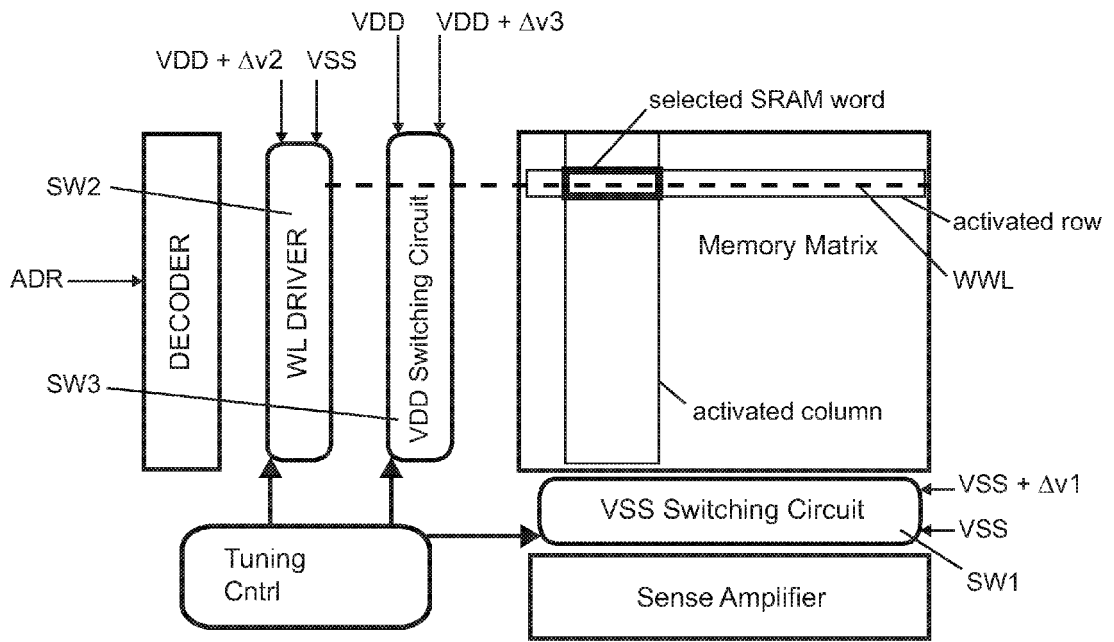 VDD
VDD + Δv3
VDD + Δv2
VSS
selected SRAM word
SW2
activated row
Memory Matrix
WWL
ADR
DECODER
WL DRIVER
VDD Switching Circuit
SW3
activated column
VSS + Δv1
VSS Switching Circuit
VSS
Tuning
Cntrl
SW1
Sense Amplifier